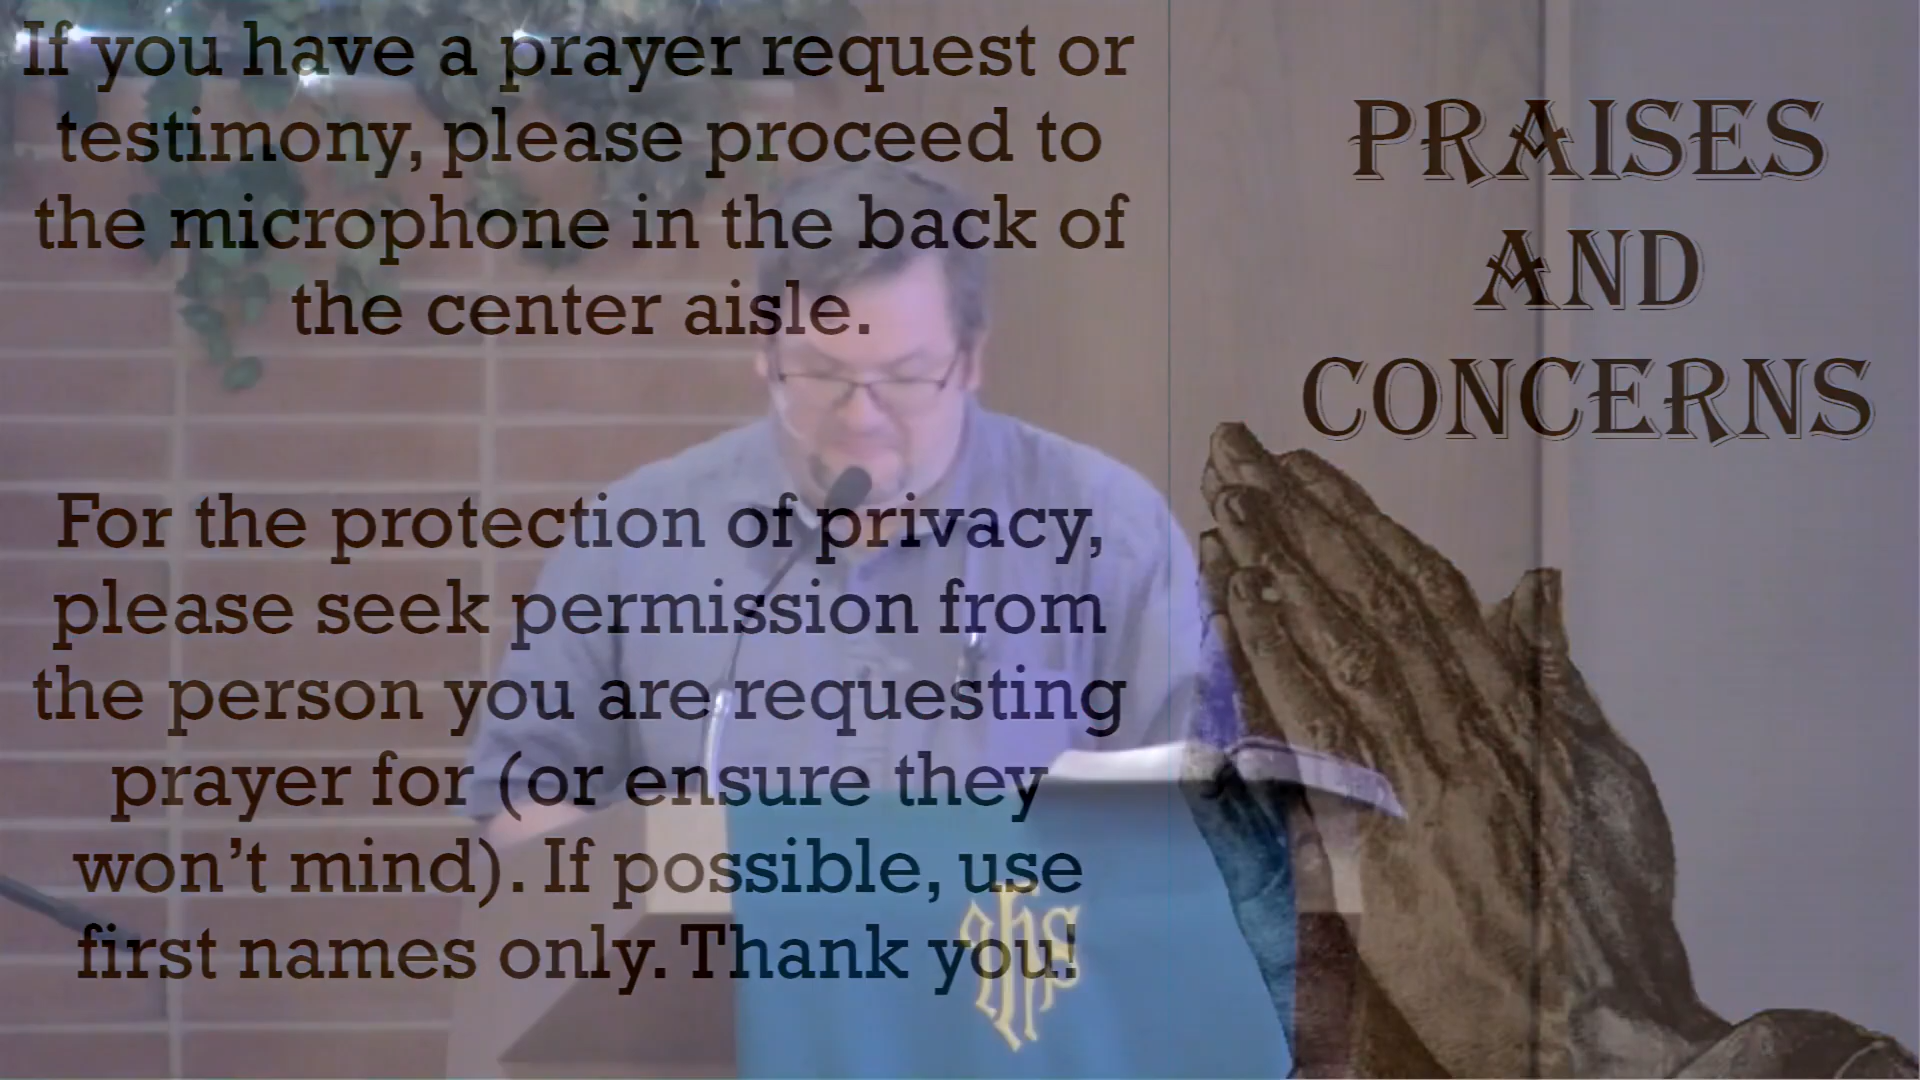 If you have a prayer request or
testimony, please proceed to
the microphone in the back of
the center aisle.
For the protection of privacy,
please seek permission from
the person you are requesting
prayer for (or ensure they
won’t mind). If possible, use
first names only. Thank you!
PRAISES
AND
CONCERNS
ihs